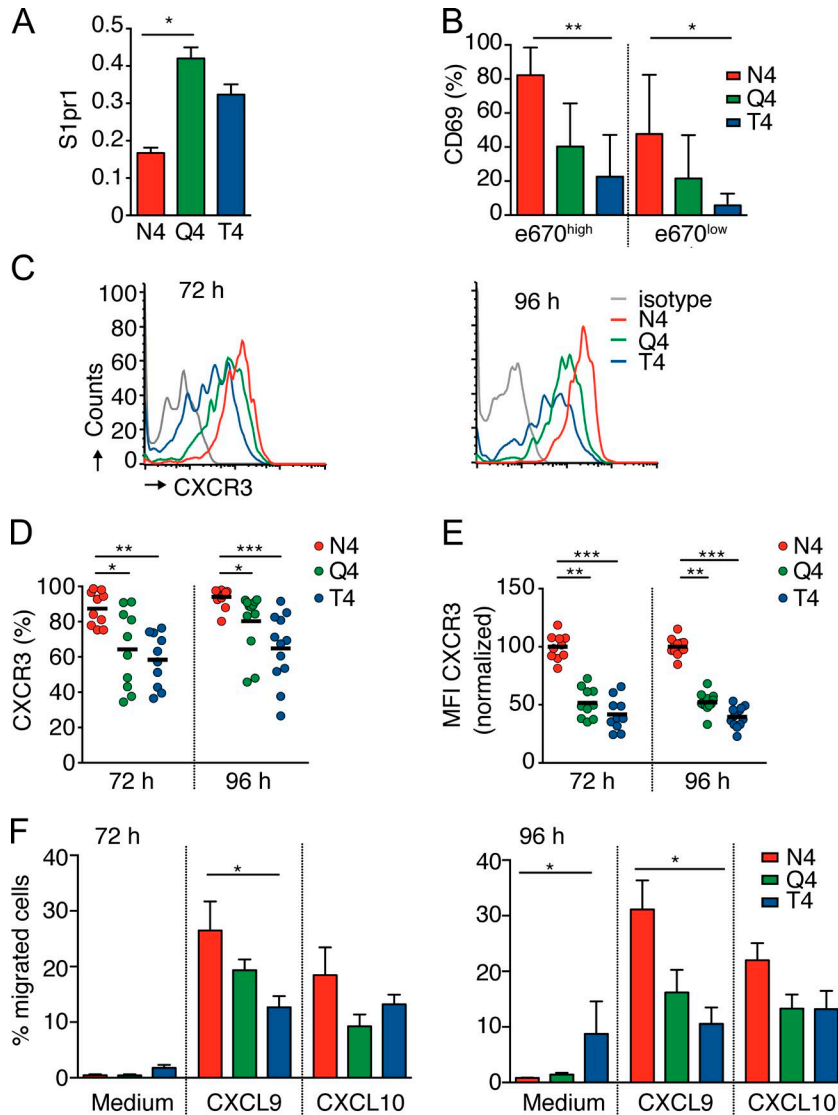 A
*
S1pr1
0.5
0.4
0.3
0.2
0.1
0
N4 Q4 T4
B
** *
CD69 (%)
100
80
60
40
20
0
N4
Q4
T4
e670high e670low
C
72 h
Counts
100
80
60
40
20
0
CXCR3
96 h
isotype
N4
Q4
T4
D
N4
Q4
T4
** ***
* *
CXCR3 (%)
100
80
60
40
20
0
72 h 96 h
E
N4
Q4
T4
*** ***
** **
MFI CXCR3
(normalized)
150
100
50
0
72 h 96 h
F
72 h
*
% migrated cells
40
30
20
10
0
Medium CXCL9 CXCL10
96 h
* *
N4
Q4
T4
40
30
20
10
0
Medium CXCL9 CXCL10